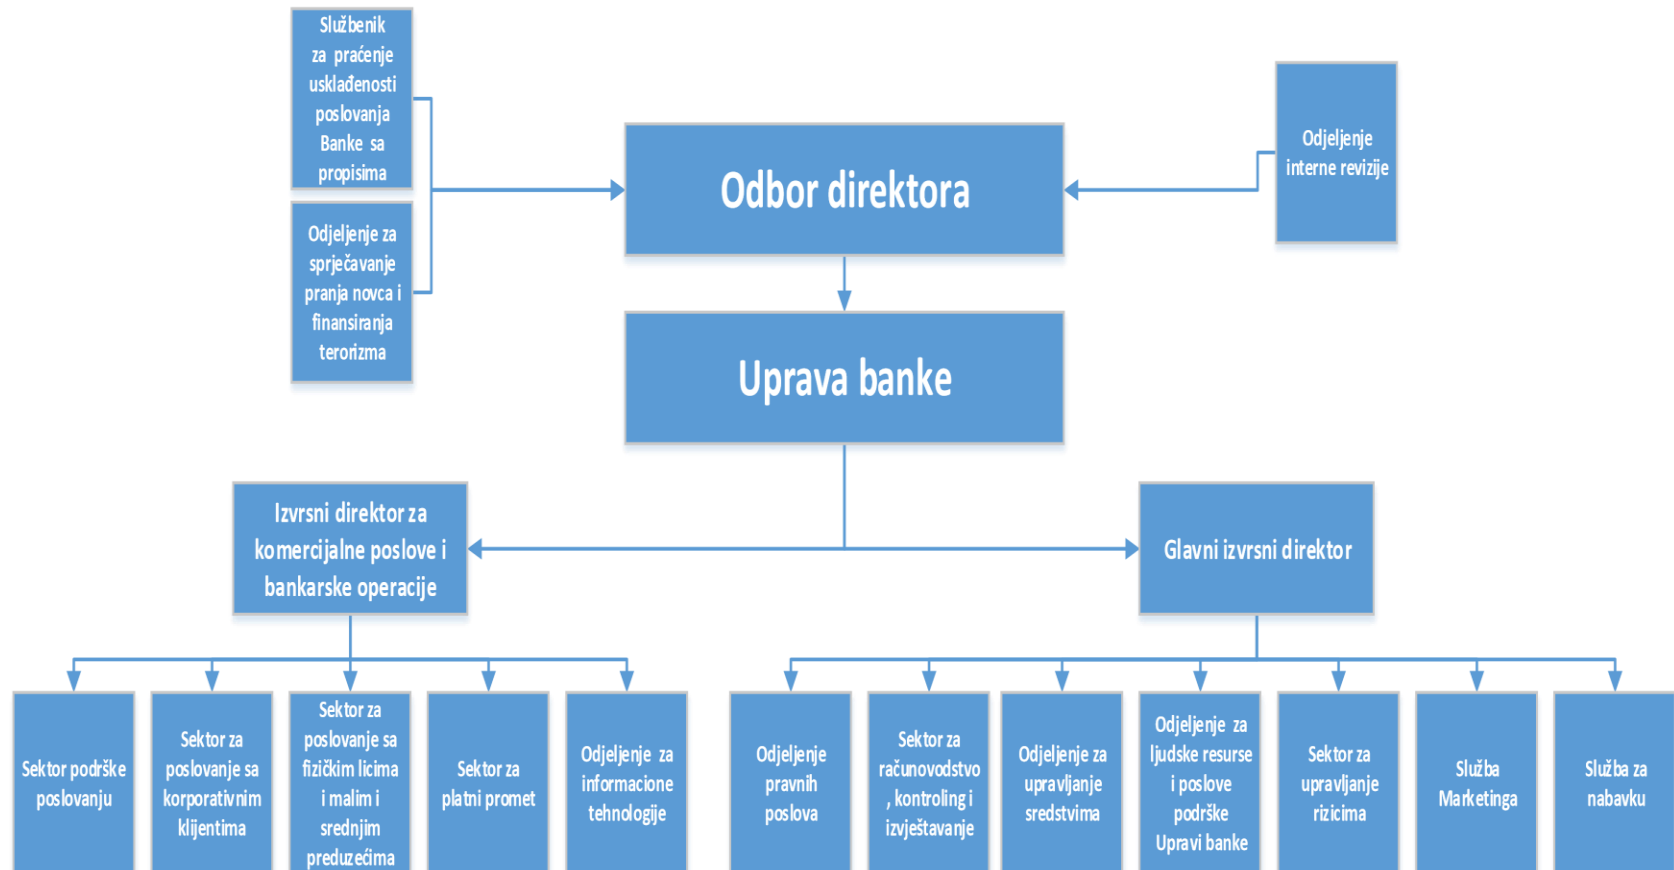 Službenik
za praćenje
usklađenosti
poslovanja
Banke sa
propisima
Odjeljenje za
sprječavanje
pranja novca i
finansiranja
terorizma
Odbor direktora
Odjeljenje
interne revizije
Uprava banke
Izvrsni direktor za
komercijalne poslove i
bankarske operacije
Glavni izvrsni direktor
Sektor podrške
poslovanju
Sektor za
poslovanje sa
korporativnim
klijentima
Sektor za
poslovanje sa
fizičkim licima
i malim i
srednjim
preduzećima
Sektor za
platni promet
Odjeljenje za
informacione
tehnologije
Odjeljenje
pravnih
poslova
Sektor za
računovodstvo
, kontroling i
izvještavanje
Odjeljenje za
upravljanje
sredstvima
Odjeljenje za
ljudske resurse
i poslove
podrške
Upravi banke
Sektor za
upravljanje
rizicima
Služba
Marketinga
Služba za
nabavku